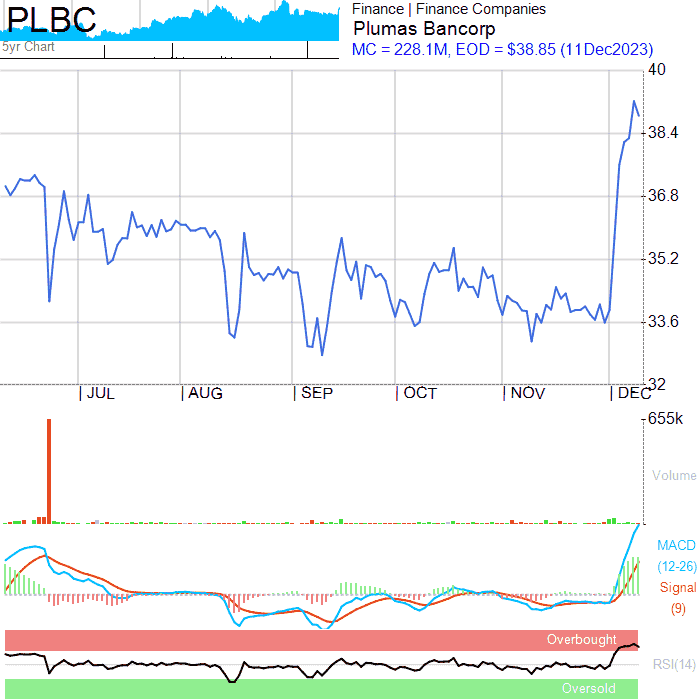 PLBC
5yr Chart
Finance | Finance Companies
Plumas Bancorp
MC = 228.1M, EOD = $38.85 (11Dec2023)
40
38.4
36.8
35.2
33.6
32
JUL AUG SEP OCT NOV DEC
655k
Volume
MACD
(12-26)
Signal
(9)
Overbought
RSI(14)
Oversold